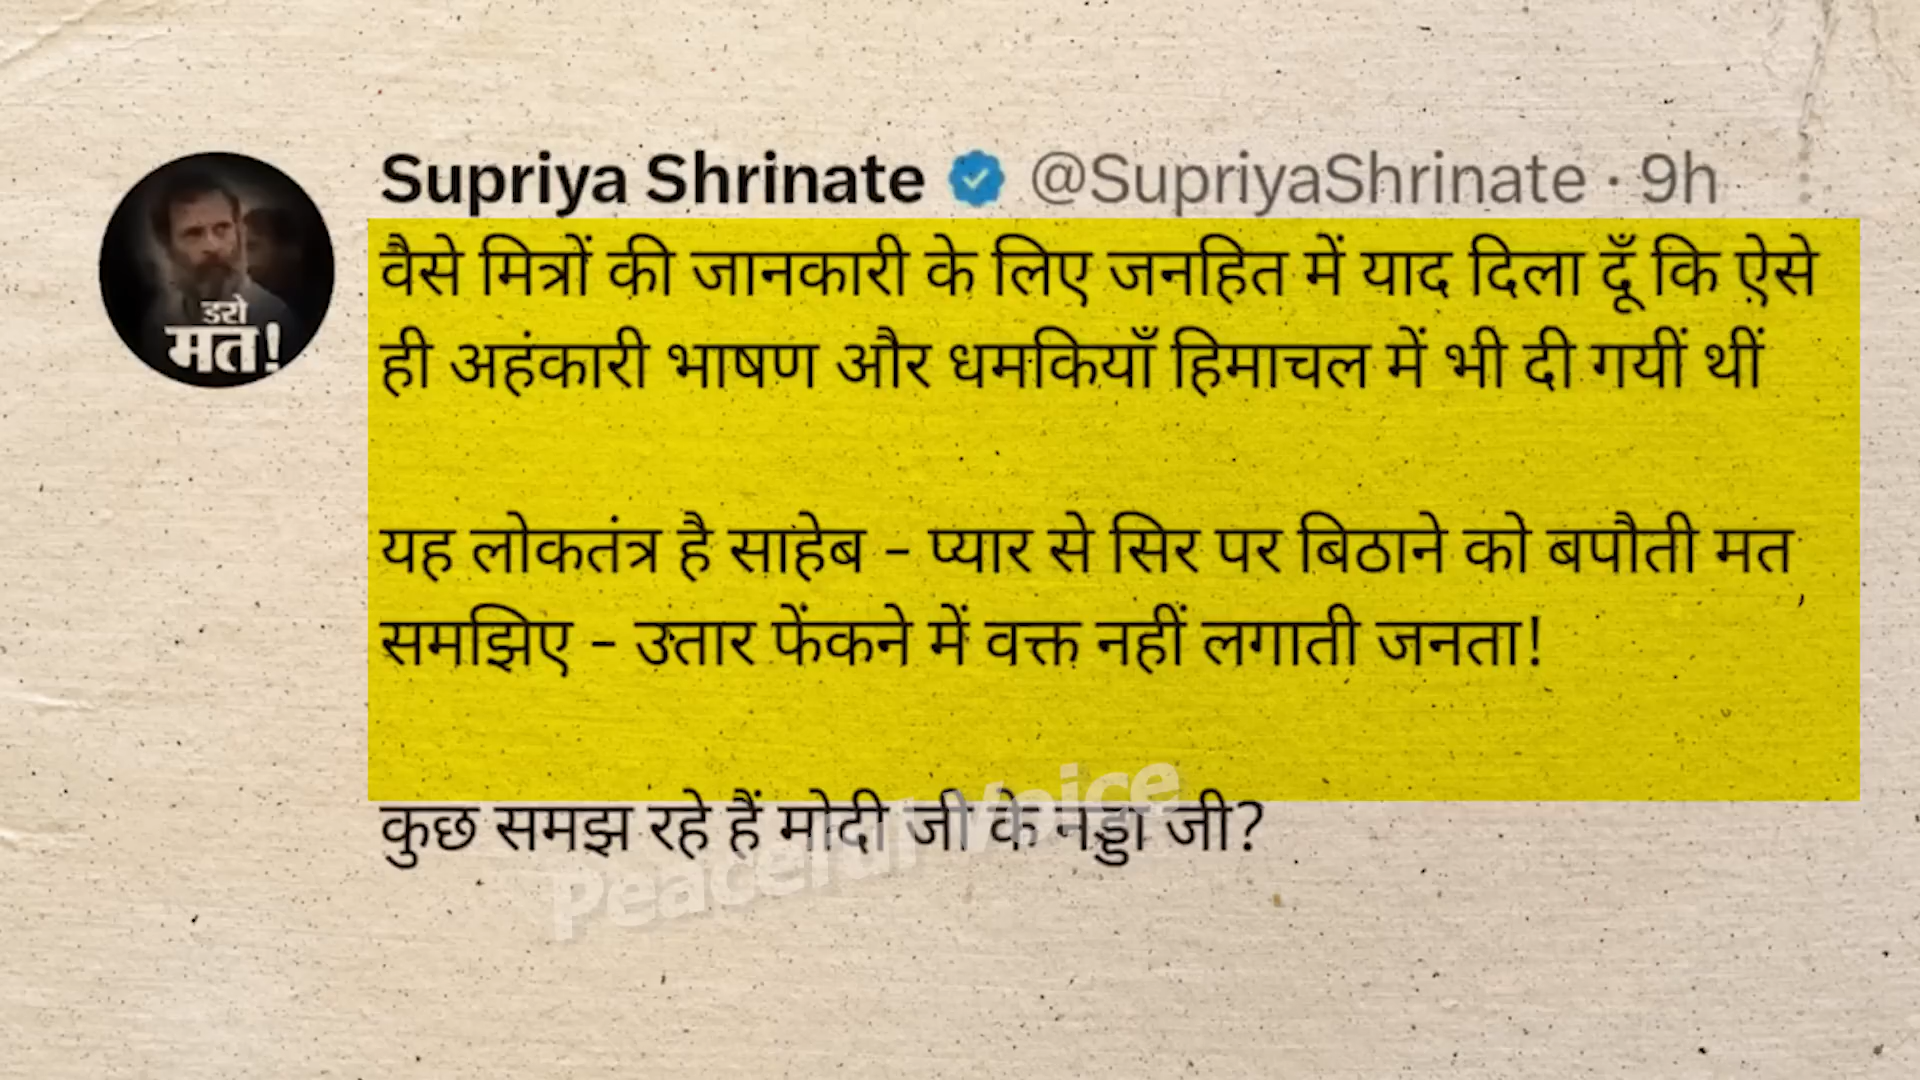 Supriya Shrinate @SupriyaShrinate · 9h
वैसे मित्रों की जानकारी के लिए जनहित में याद दिला दूँ कि ऐसे
ही अहंकारी भाषण और धमकियाँ हिमाचल में भी दी गयीं थीं
यह लोकतंत्र है साहेब - प्यार से सिर पर बिठाने को बपौती मत
समझिए - उतार फेंकने में वक्त नहीं लगाती जनता!
कुछ समझ रहे हैं मोदी जी के नड्डा जी?
डरो
मत!
Peaceful Voice